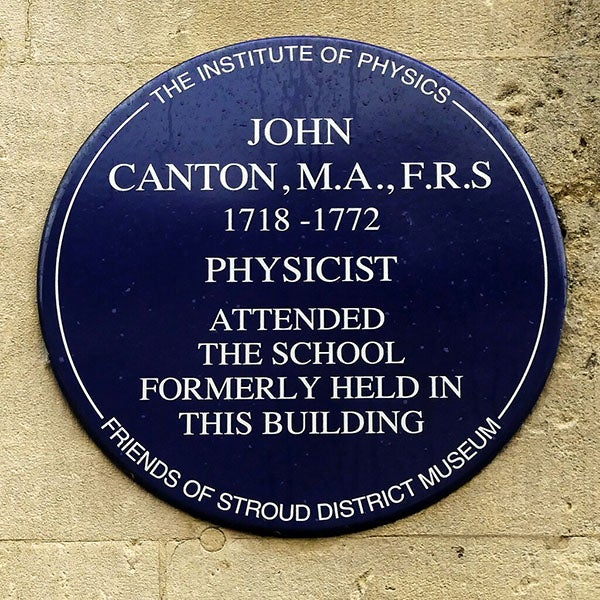 THE INSTITUTE OF PHYSICS
JOHN
CANTON, M.A., F.R.S
1718 -1772
PHYSICIST
ATTENDED
THE SCHOOL
FORMERLY HELD IN
THIS BUILDING
FRIENDS OF STROUD DISTRICT MUSEUM